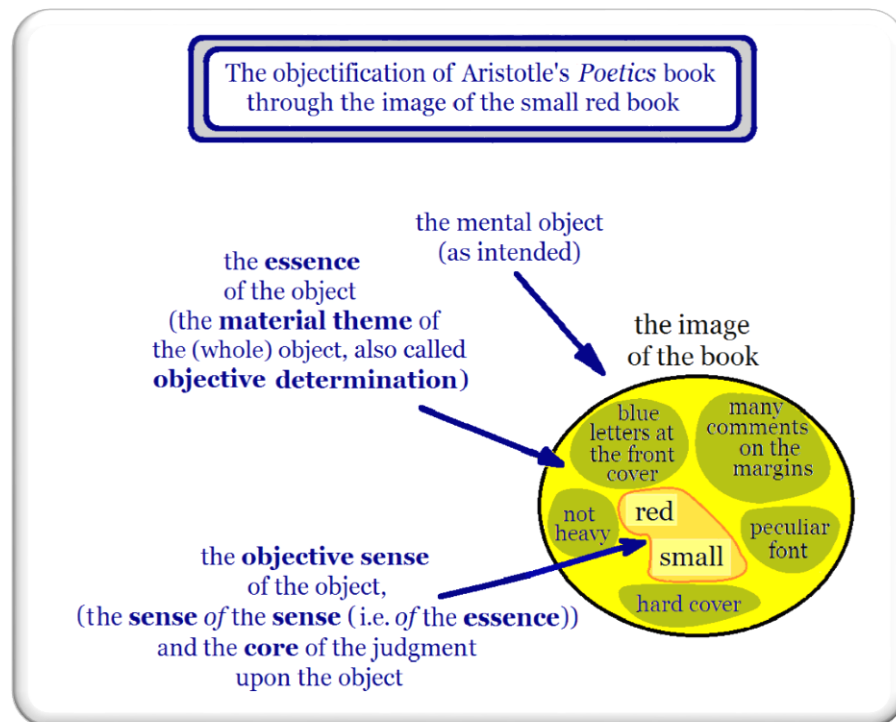 The objectification of Aristotle's Poetics book
through the image of the small red book
the mental object
(as intended)
the essence
of the object
(the material theme of
the (whole) object, also called
objective determination)
the image
of the book
blue
letters at
the front
cover
many
comments
on the
margins
not
heavy
red
small
peculiar
font
hard cover
the objective sense
of the object,
(the sense of the sense (i.e. of the essence))
and the core of the judgment
upon the object